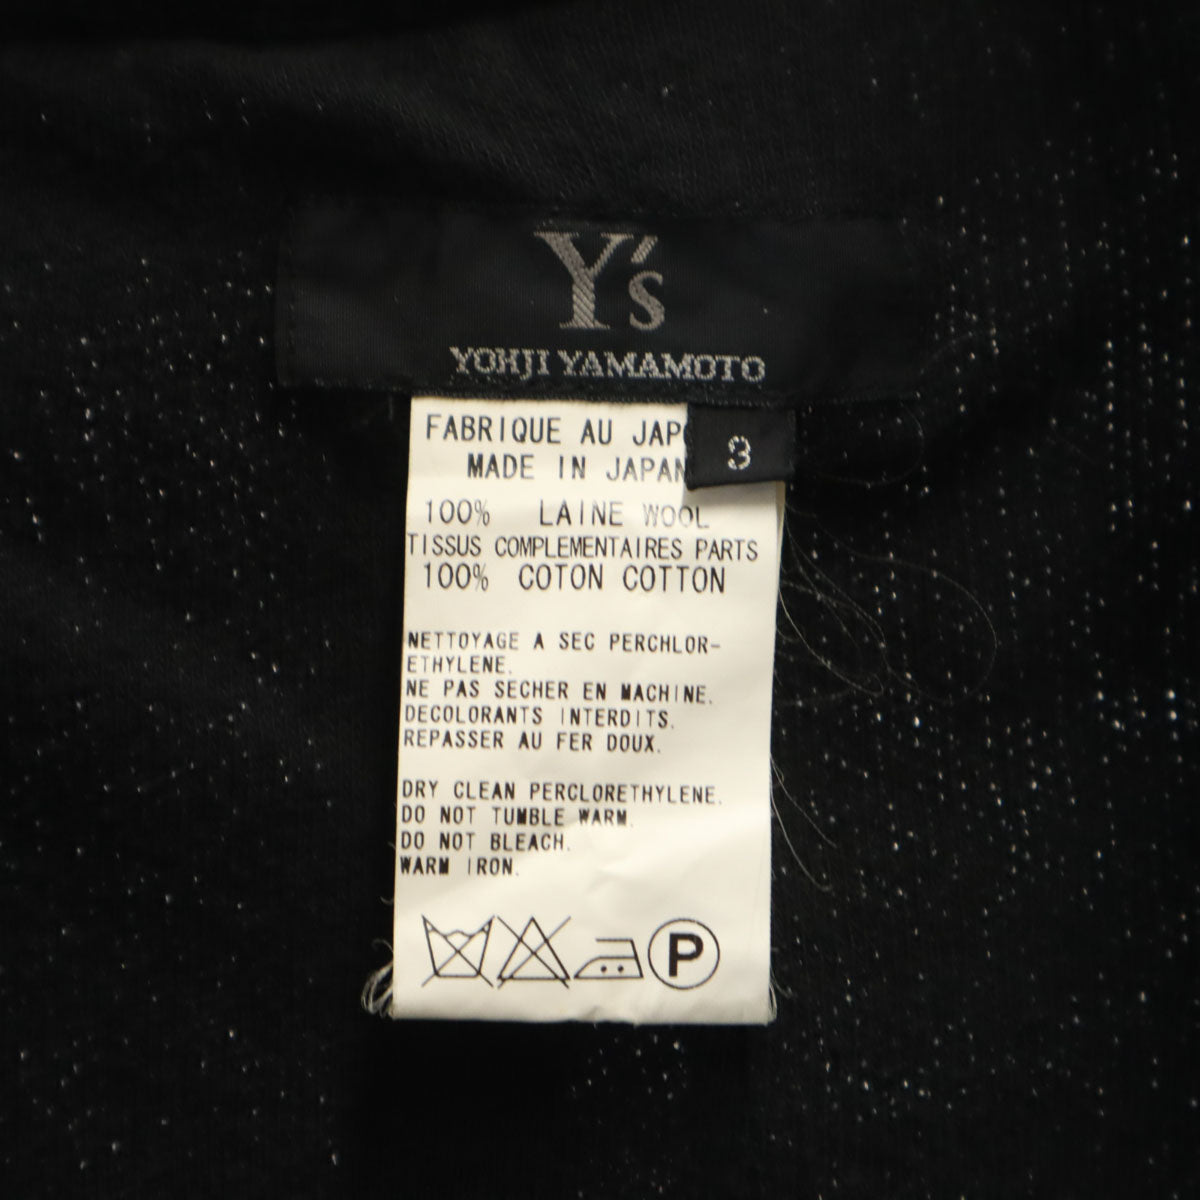 Y's
YOHJI YAMAMOTO
FABRIQUE AU JAP
3
MADE IN JAPAN
100% LAINE WOOL
TISSUS COMPLEMENTAIRES PARTS
100% COTON COTTON
NETTOYAGE A SEC PERCHLOR-
ETHYLENE.
NE PAS SECHER EN MACHINE.
DECOLORANTS INTERDITS.
REPASSER AU FER DOUX.
DRY CLEAN PERCLORETHYLENE.
DO NOT TUMBLE WARM.
DO NOT BLEACH.
WARM IRON.
P